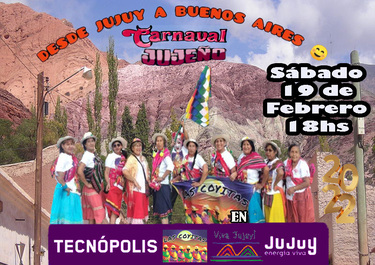 DESDE JUJUY A BUENOS AIRES
Carnaval
JUJEÑO
Sábado
19 de
Febrero
18hs
2022
COYITAS
EN
TECNÓPOLIS
Viva Jujuy!
JUJUY
energía viva